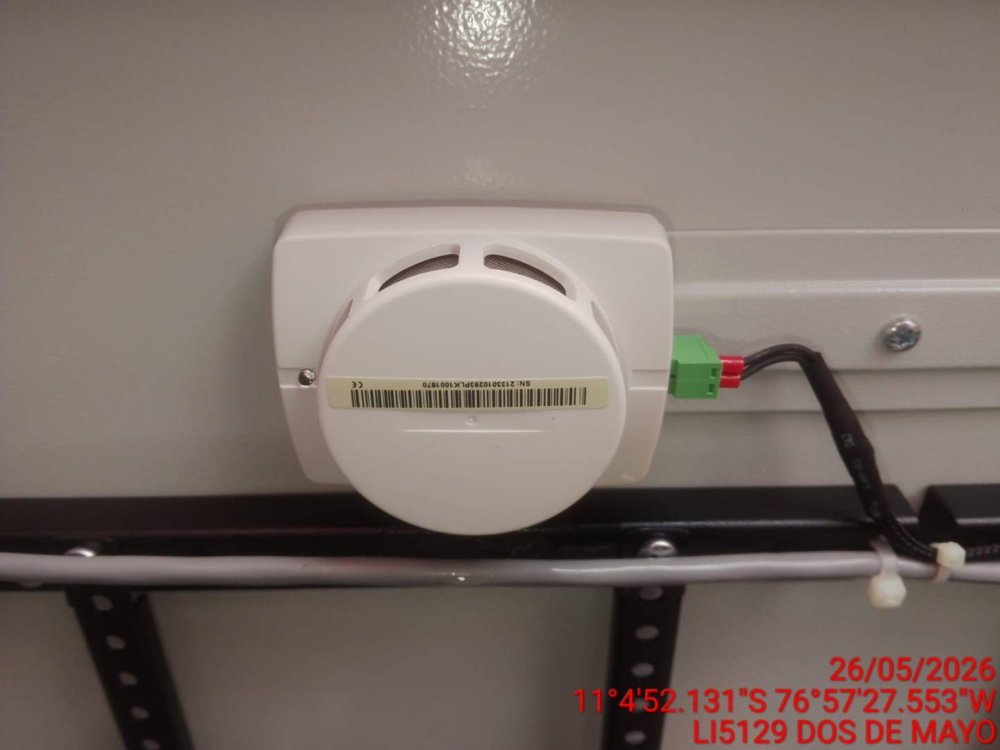 SN: 2133010293PLK1001870
CE
26/05/2026
11°4'52.131"S 76°57'27.553"W
LI5129 DOS DE MAYO